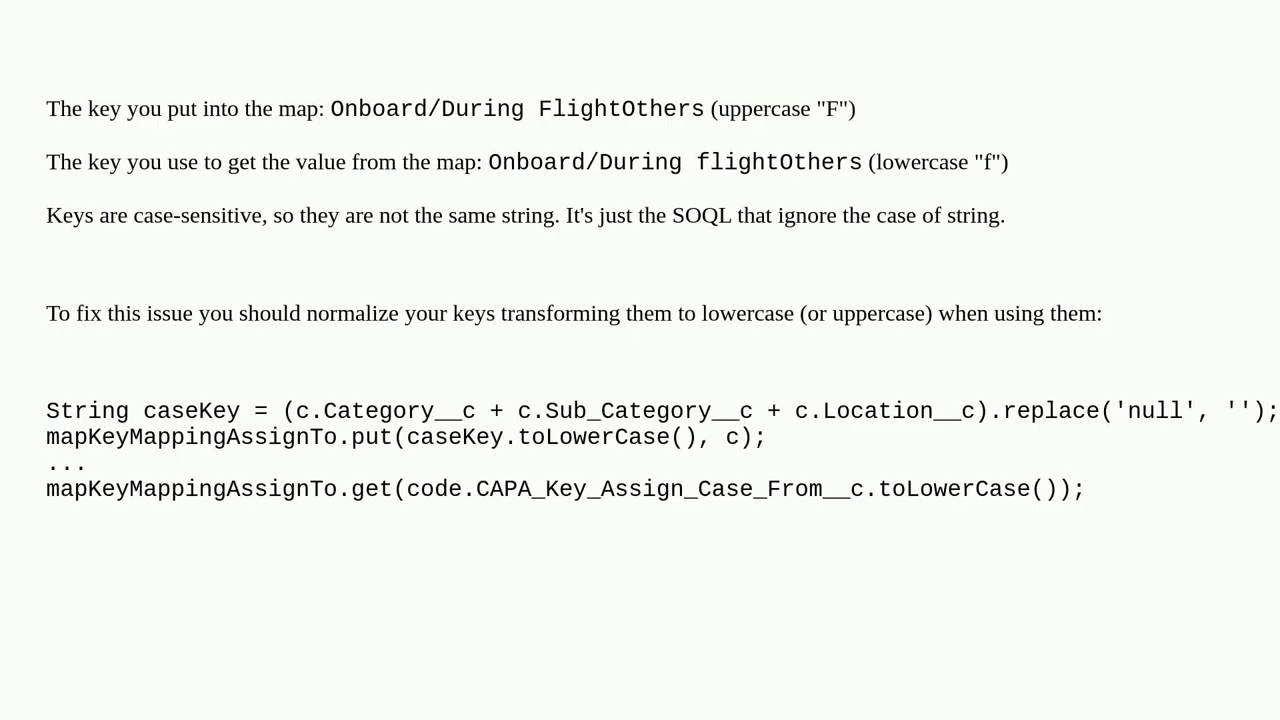 The key you put into the map: Onboard/During FlightOthers (uppercase "F")
The key you use to get the value from the map: Onboard/During flightOthers (lowercase "f")
Keys are case-sensitive, so they are not the same string. It's just the SOQL that ignore the case of string.
To fix this issue you should normalize your keys transforming them to lowercase (or uppercase) when using them:
String caseKey = (c.Category__c + c.Sub_Category__c + c.Location__c).replace('null', '');
mapKeyMappingAssignTo.put(caseKey.toLowerCase(), c);
...
mapKeyMappingAssignTo.get(code.CAPA_Key_Assign_Case_From__c.toLowerCase());